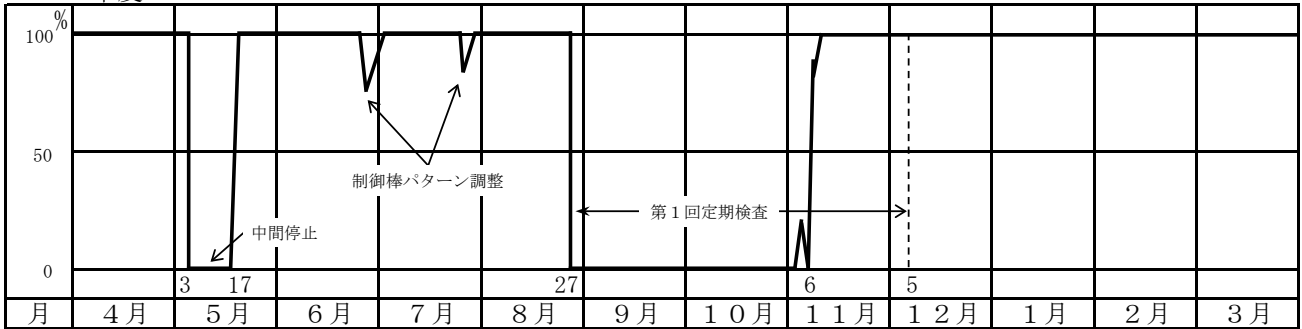 %
100
50
0
制御棒パターン調整
中間停止
第１回定期検査
3 17 27 6 5
月 ４月 ５月 ６月 ７月 ８月 ９月 １０月 １１月 １２月 １月 ２月 ３月